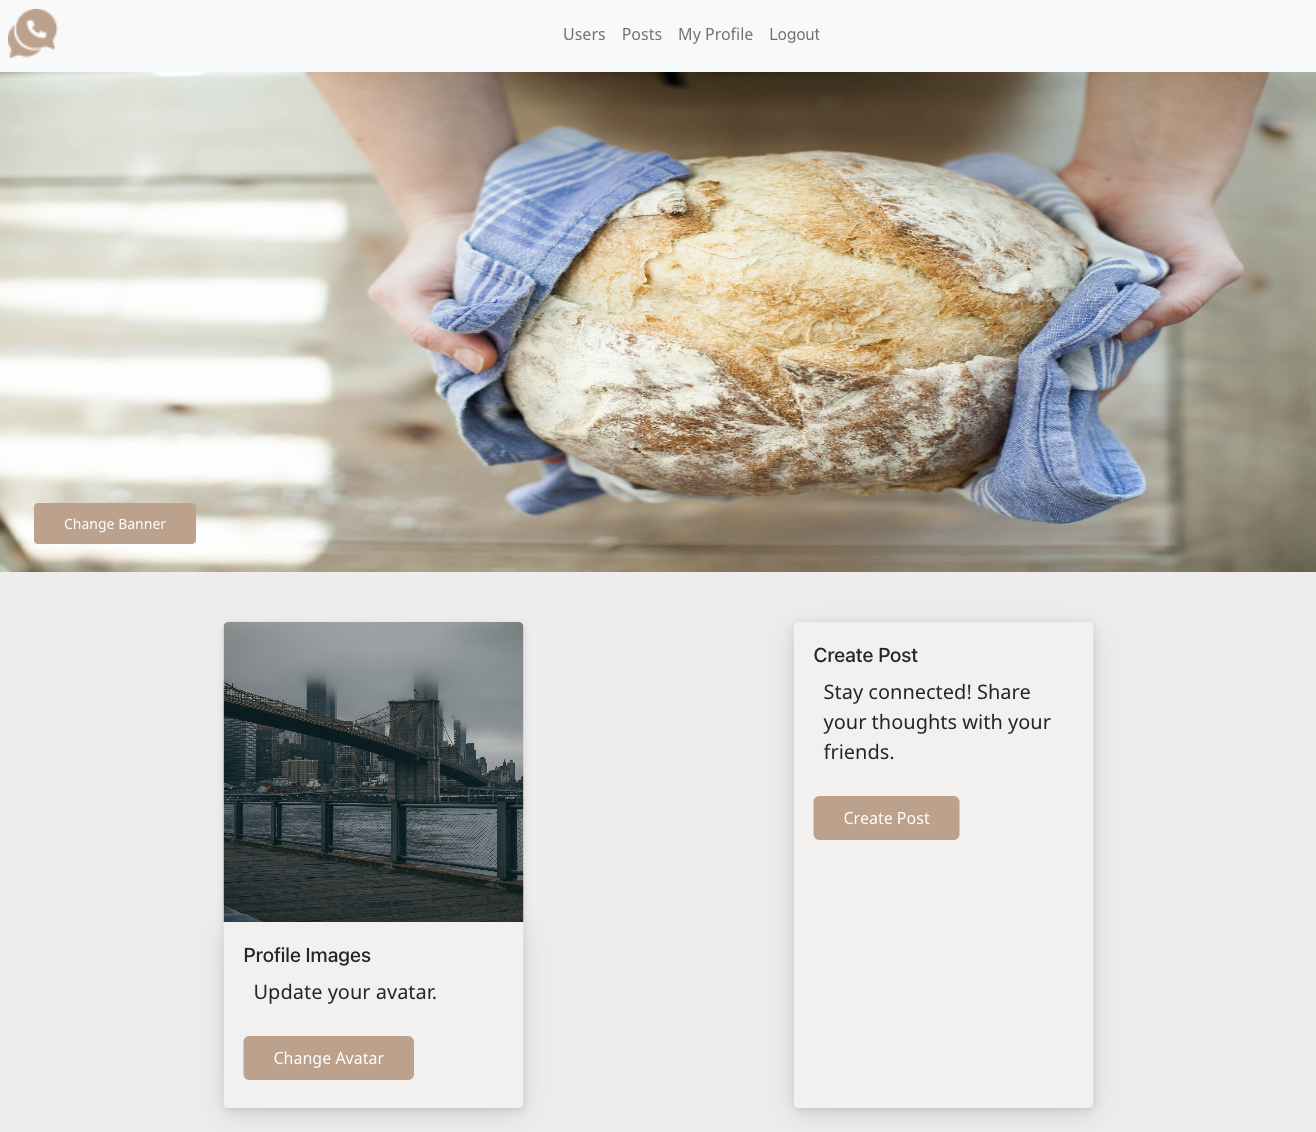 Users Posts My Profile Logout
Change Banner
Profile Images
Update your avatar.
Change Avatar
Create Post
Stay connected! Share
your thoughts with your
friends.
Create Post